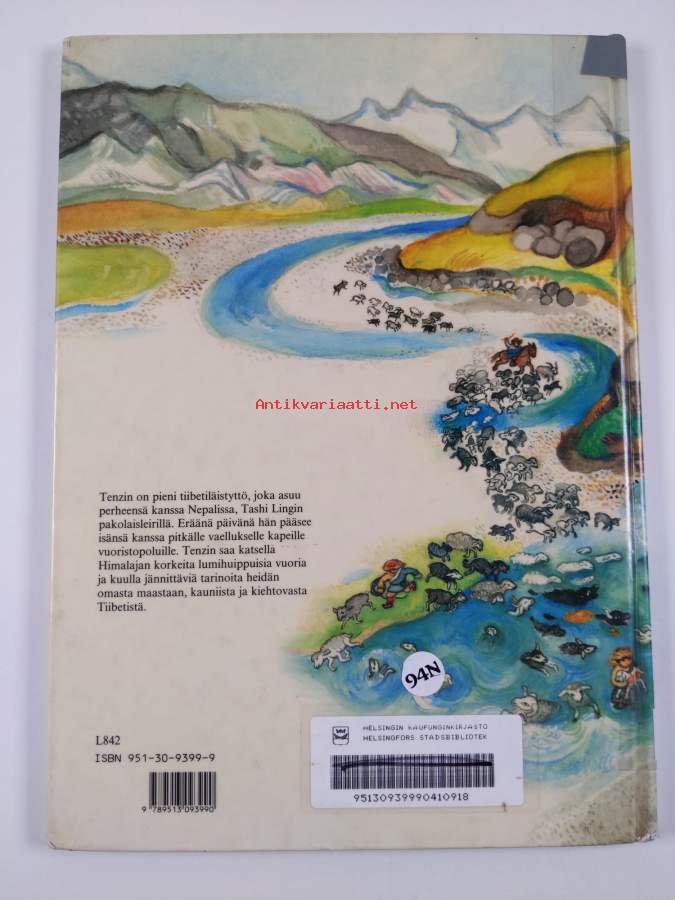 Antikvariaatti.net
Tenzin on pieni tiibetiläistyttö, joka asuu
perheensä kanssa Nepalissa, Tashi Lingin
pakolaisleirillä. Eräänä päivänä hän pääsee
isänsä kanssa pitkälle vaellukselle kapeille
vuoristopoluille. Tenzin saa katsella
Himalajan korkeita lumihuippuisia vuoria
ja kuulla jännittäviä tarinoita heidän
omasta maastaan, kauniista ja kiehtovasta
Tiibetistä.
94N
L842
ISBN 951-30-9399-9
9 789513 093990
HELSINGIN KAUPUNGINKIRJASTO
HELSINGFORS STADSBIBLIOTEK
95130939990410918